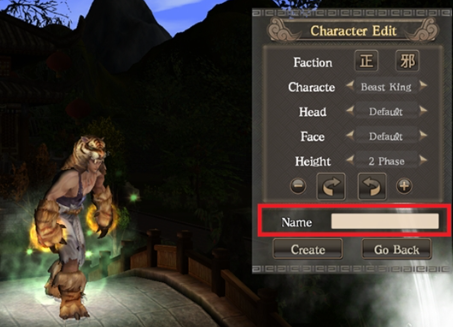 Character Edit
Faction 正 邪
Characte Beast King
Head Default
Face Default
Height 2 Phase
Name
Create Go Back